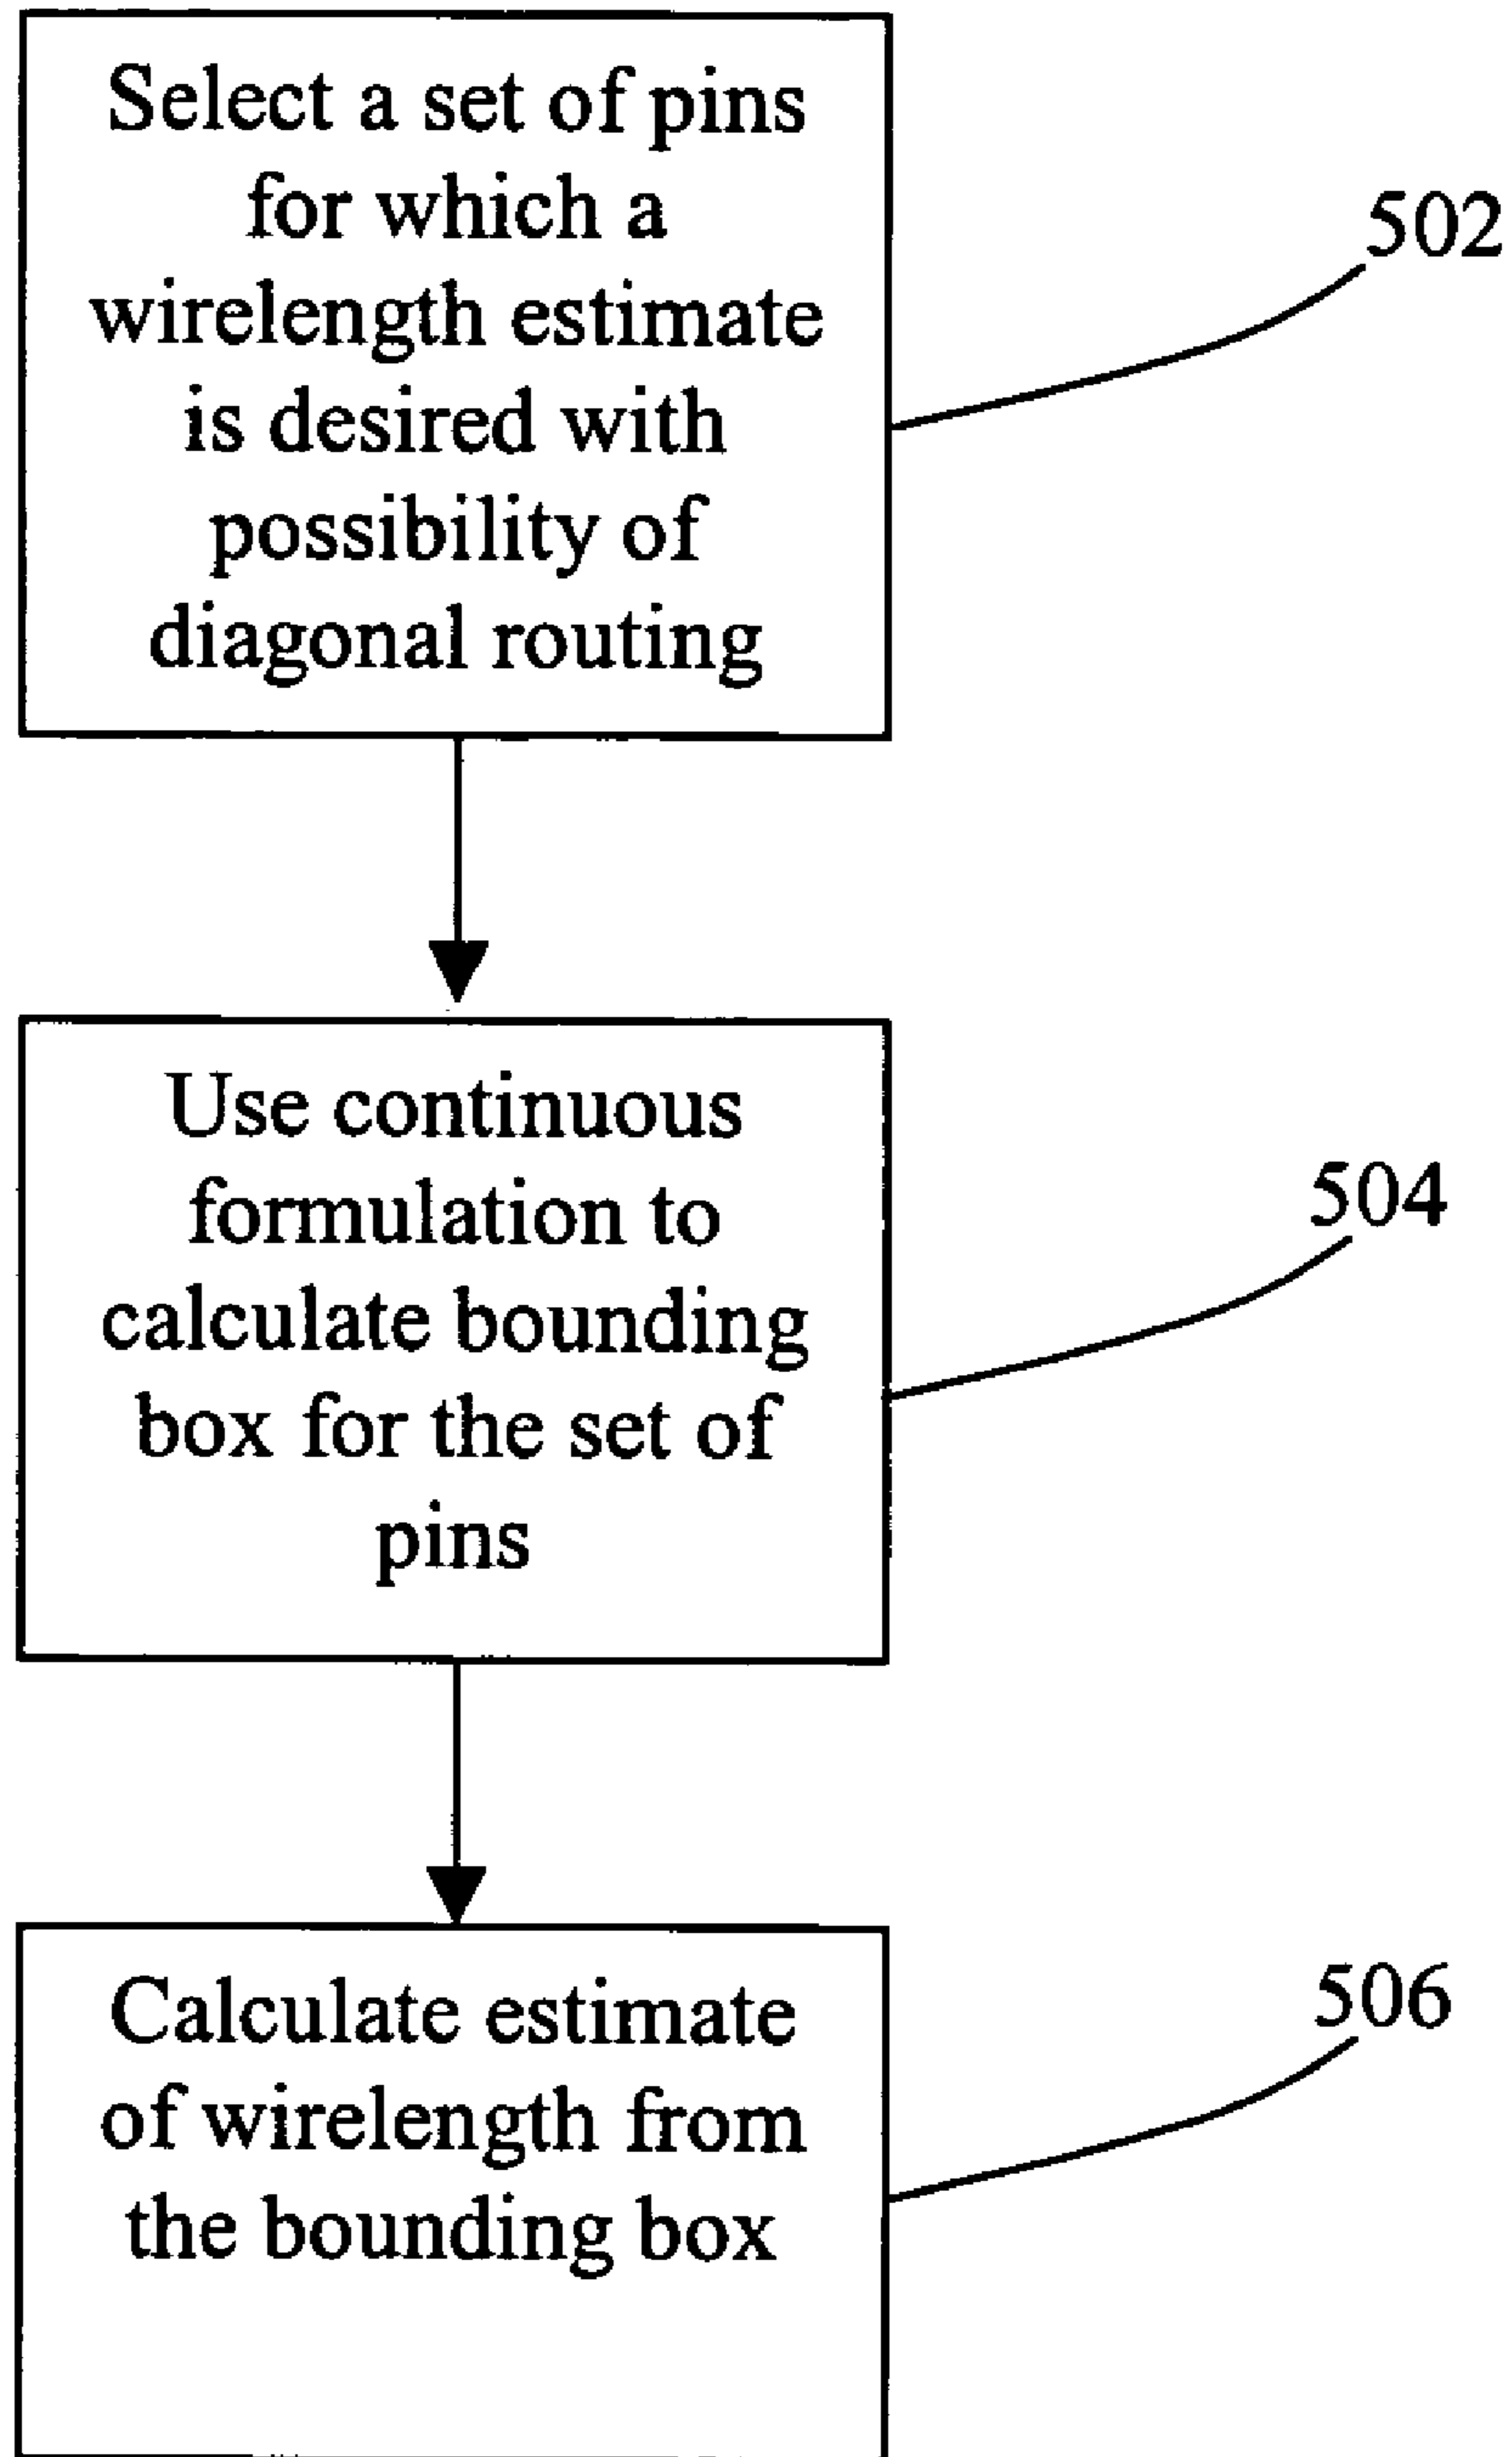 Select a set of pins
for which a
wirelength estimate
is desired with
possibility of
diagonal routing
502
Use continuous
formulation to
calculate bounding
box for the set of
pins
504
Calculate estimate
of wirelength from
the bounding box
506